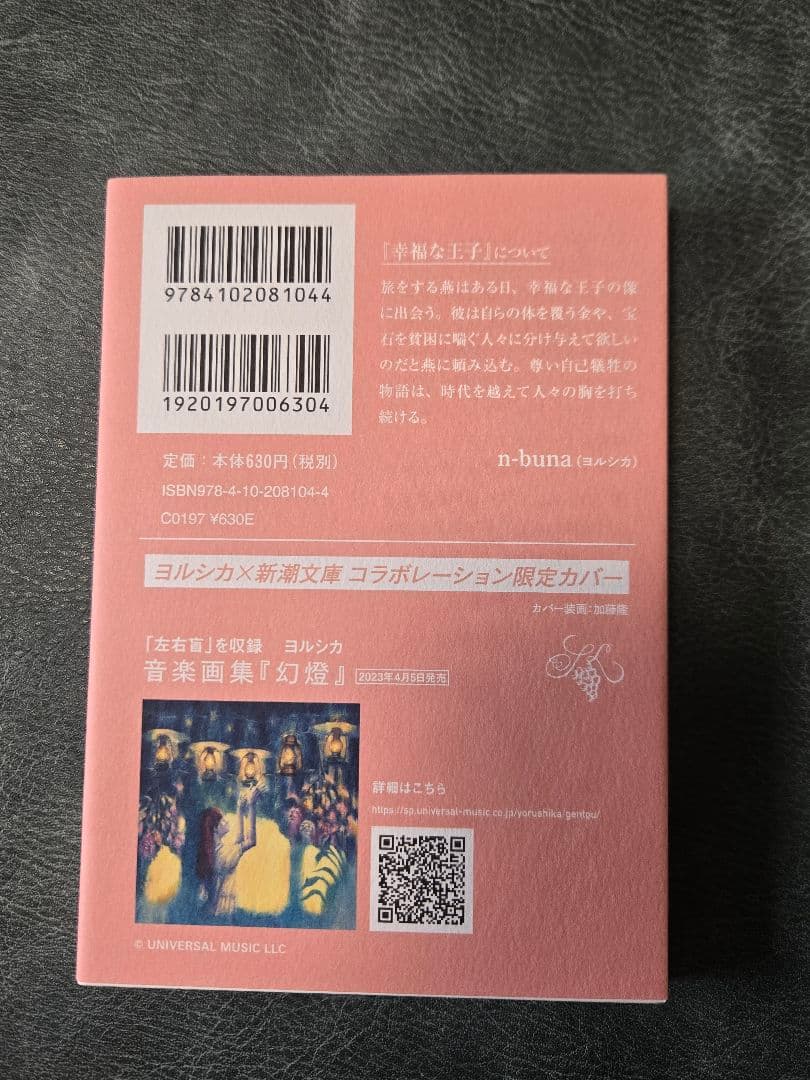 9784102081044
1920197006304
定価：本体630円(税別)
ISBN978-4-10-208104-4
C0197 ¥630E
『幸福な王子』について
旅をする燕はある日、幸福な王子の像
に出会う。彼は自らの体を覆う金や、宝
石を貧困に喘ぐ人々に分け与えて欲しい
のだと燕に頼み込む。尊い自己犠牲の
物語は、時代を越えて人々の胸を打ち
続ける。
n-buna(ヨルシカ)
ヨルシカ×新潮文庫 コラボレーション限定カバー
カバー装画：加藤隆
「左右盲」を収録 ヨルシカ
音楽画集『幻燈』 2023年4月5日発売
詳細はこちら
https://sp.universal-music.co.jp/yorushika/gentou/
© UNIVERSAL MUSIC LLC